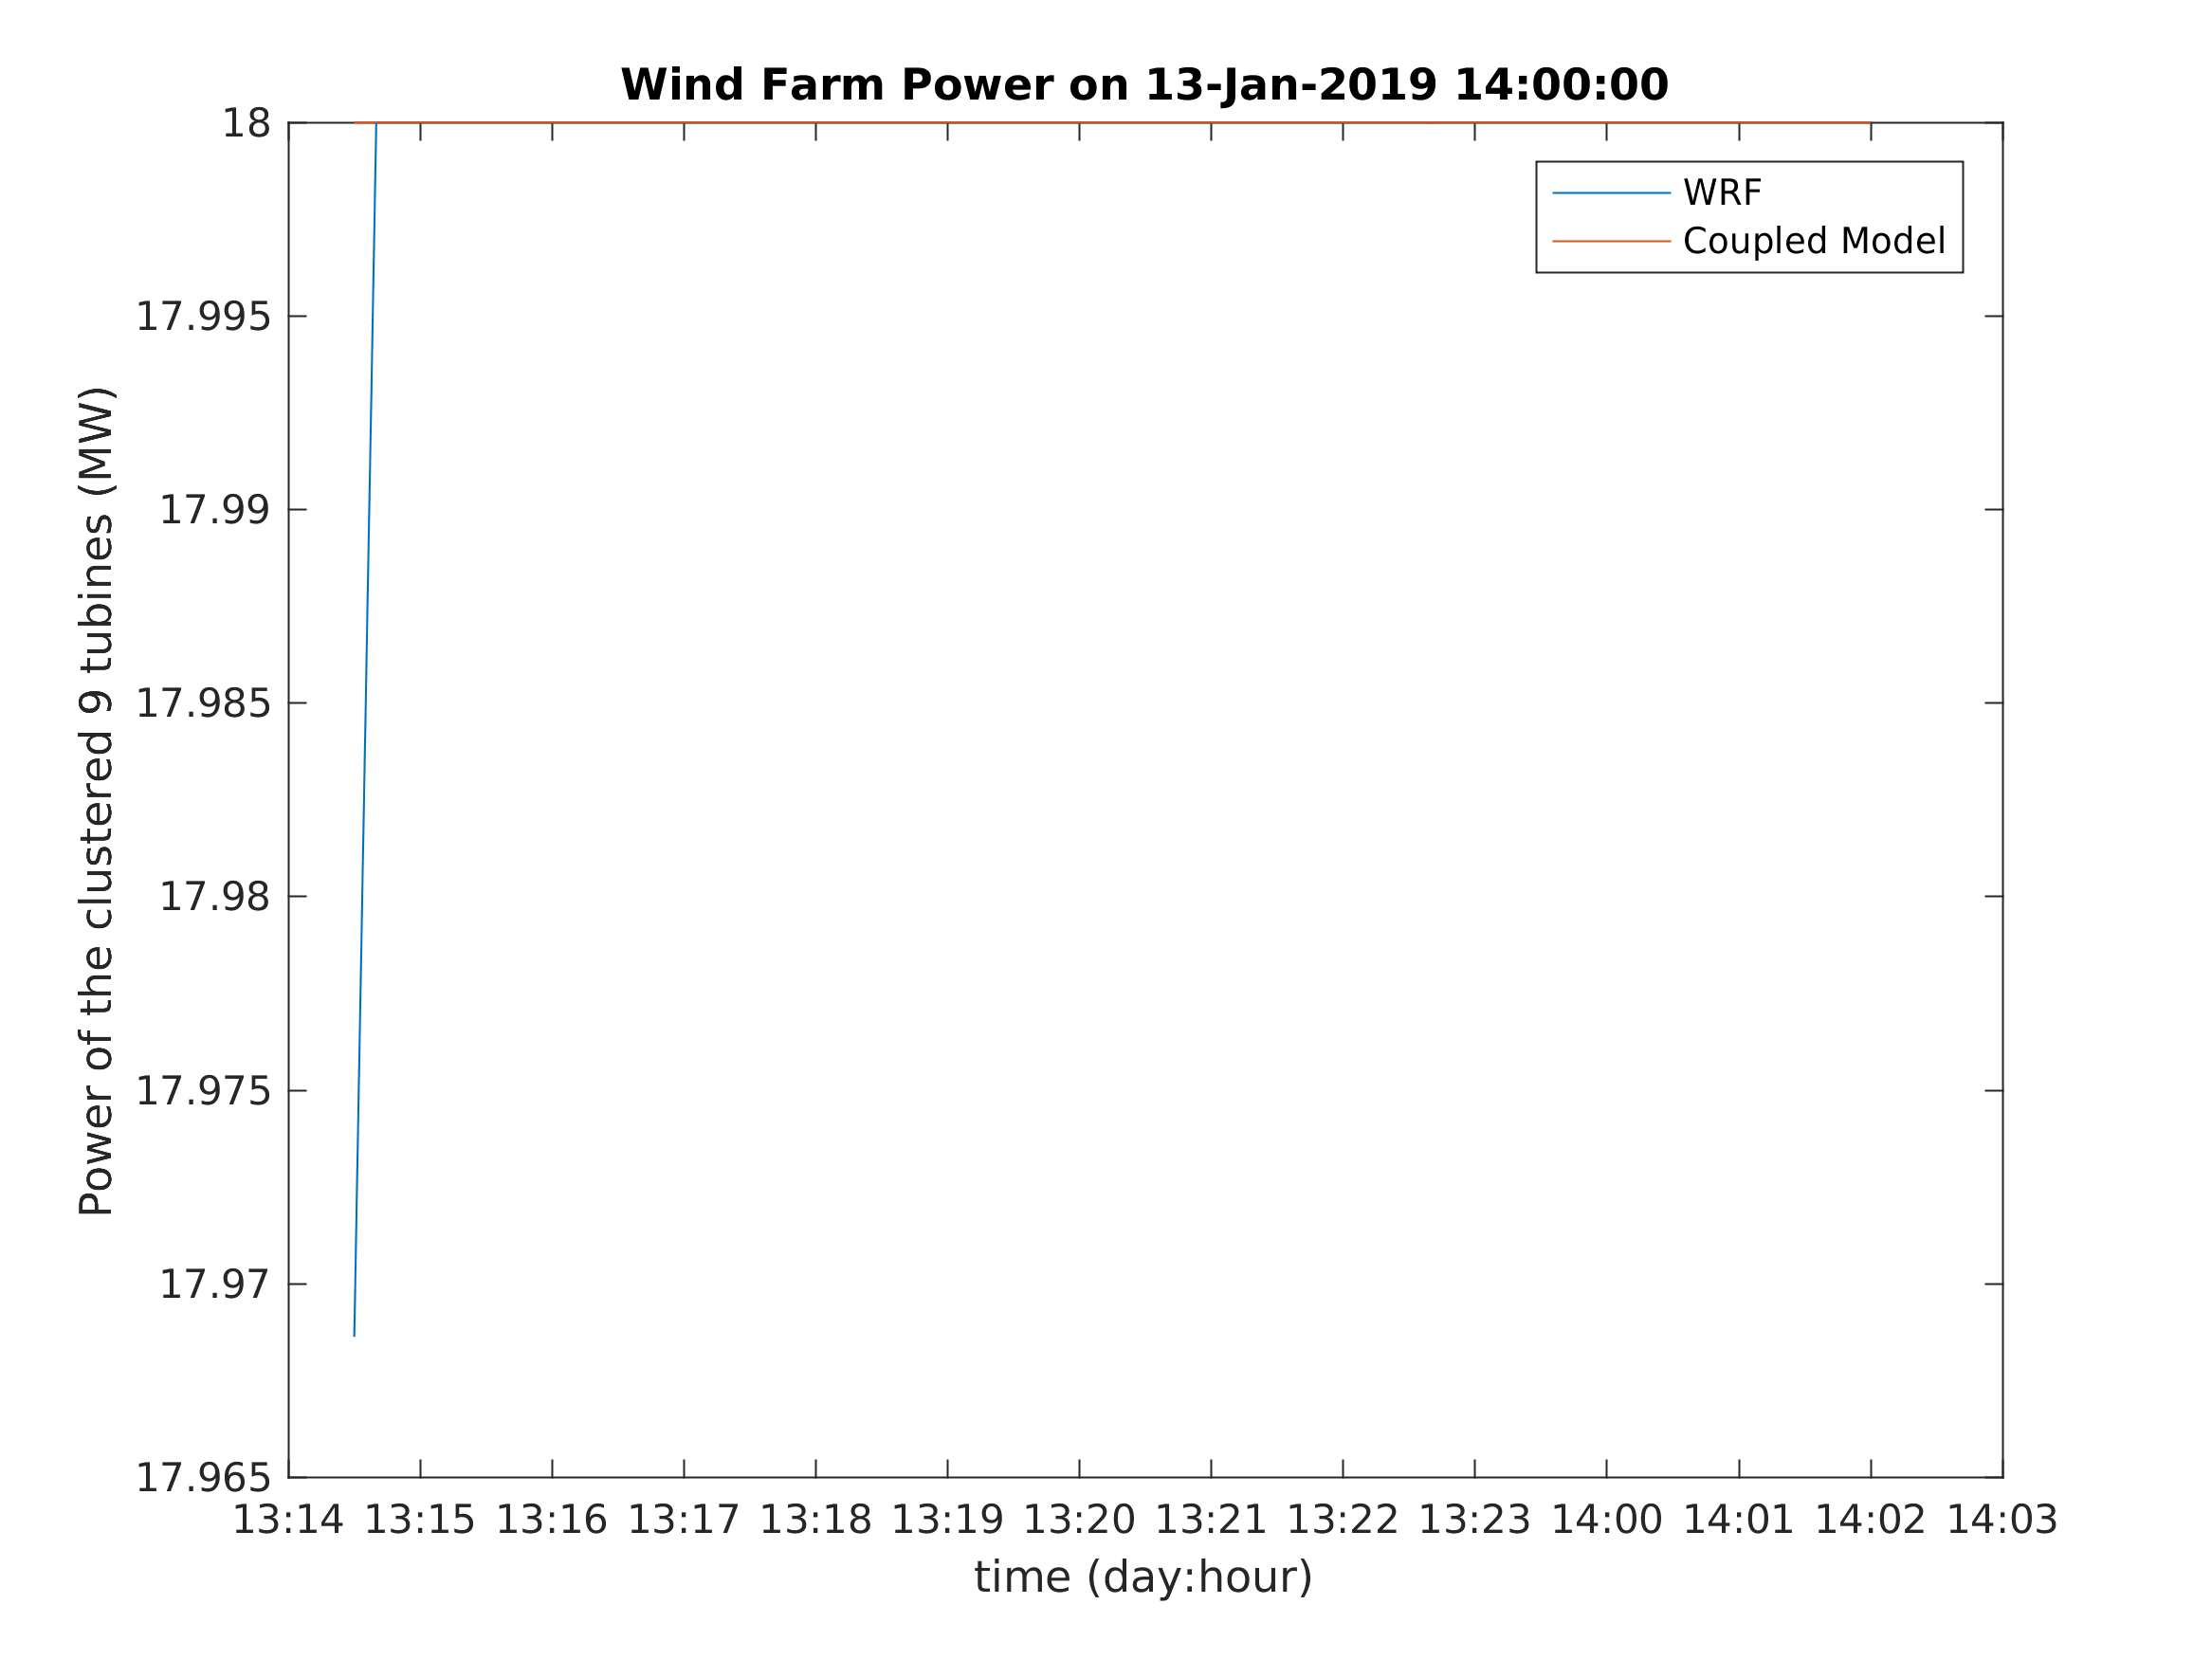 Wind Farm Power on 13-Jan-2019 14:00:00
18
17.995
17.99
17.985
17.98
17.975
17.97
17.965
Power of the clustered 9 tubines (MW)
WRF
Coupled Model
13:14 13:15 13:16 13:17 13:18 13:19 13:20 13:21 13:22 13:23 14:00 14:01 14:02 14:03
time (day:hour)